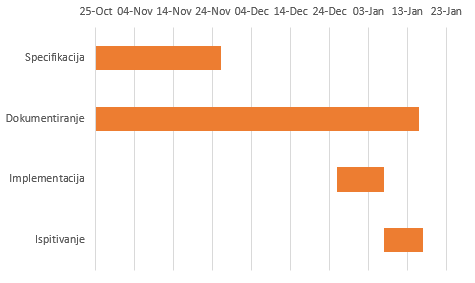 25-Oct 04-Nov 14-Nov 24-Nov 04-Dec 14-Dec 24-Dec 03-Jan 13-Jan 23-Jan
Specifikacija
Dokumentiranje
Implementacija
Ispitivanje